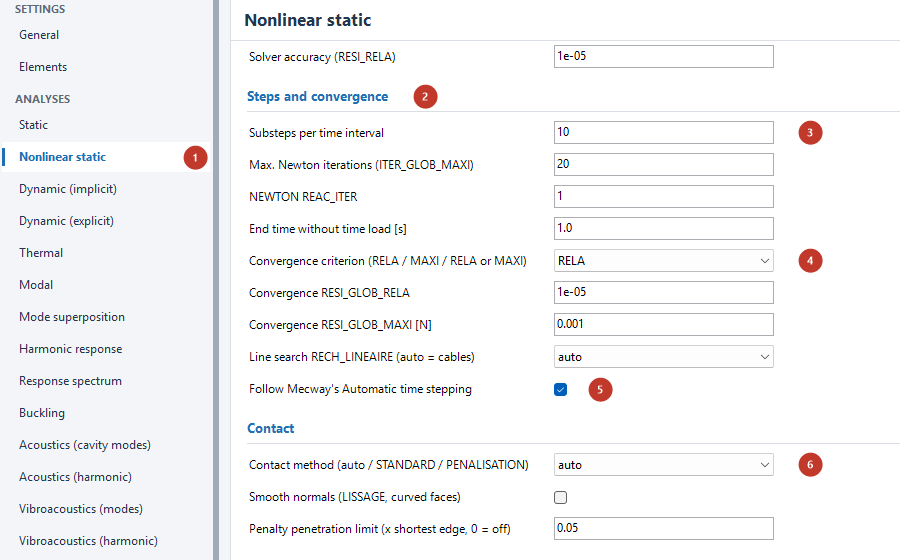 SETTINGS
General
Elements
ANALYSES
Static
Nonlinear static 1
Dynamic (implicit)
Dynamic (explicit)
Thermal
Modal
Mode superposition
Harmonic response
Response spectrum
Buckling
Acoustics (cavity modes)
Acoustics (harmonic)
Vibroacoustics (modes)
Vibroacoustics (harmonic)
Nonlinear static
Solver accuracy (RESI_RELA) 1e-05
Steps and convergence 2
Substeps per time interval 10 3
Max. Newton iterations (ITER_GLOB_MAXI) 20
NEWTON REAC_ITER 1
End time without time load [s] 1.0
Convergence criterion (RELA / MAXI / RELA or MAXI) RELA 4
Convergence RESI_GLOB_RELA 1e-05
Convergence RESI_GLOB_MAXI [N] 0.001
Line search RECH_LINEAIRE (auto = cables) auto
Follow Mecway's Automatic time stepping 5
Contact
Contact method (auto / STANDARD / PENALISATION) auto 6
Smooth normals (LISSAGE, curved faces)
Penalty penetration limit (x shortest edge, 0 = off) 0.05